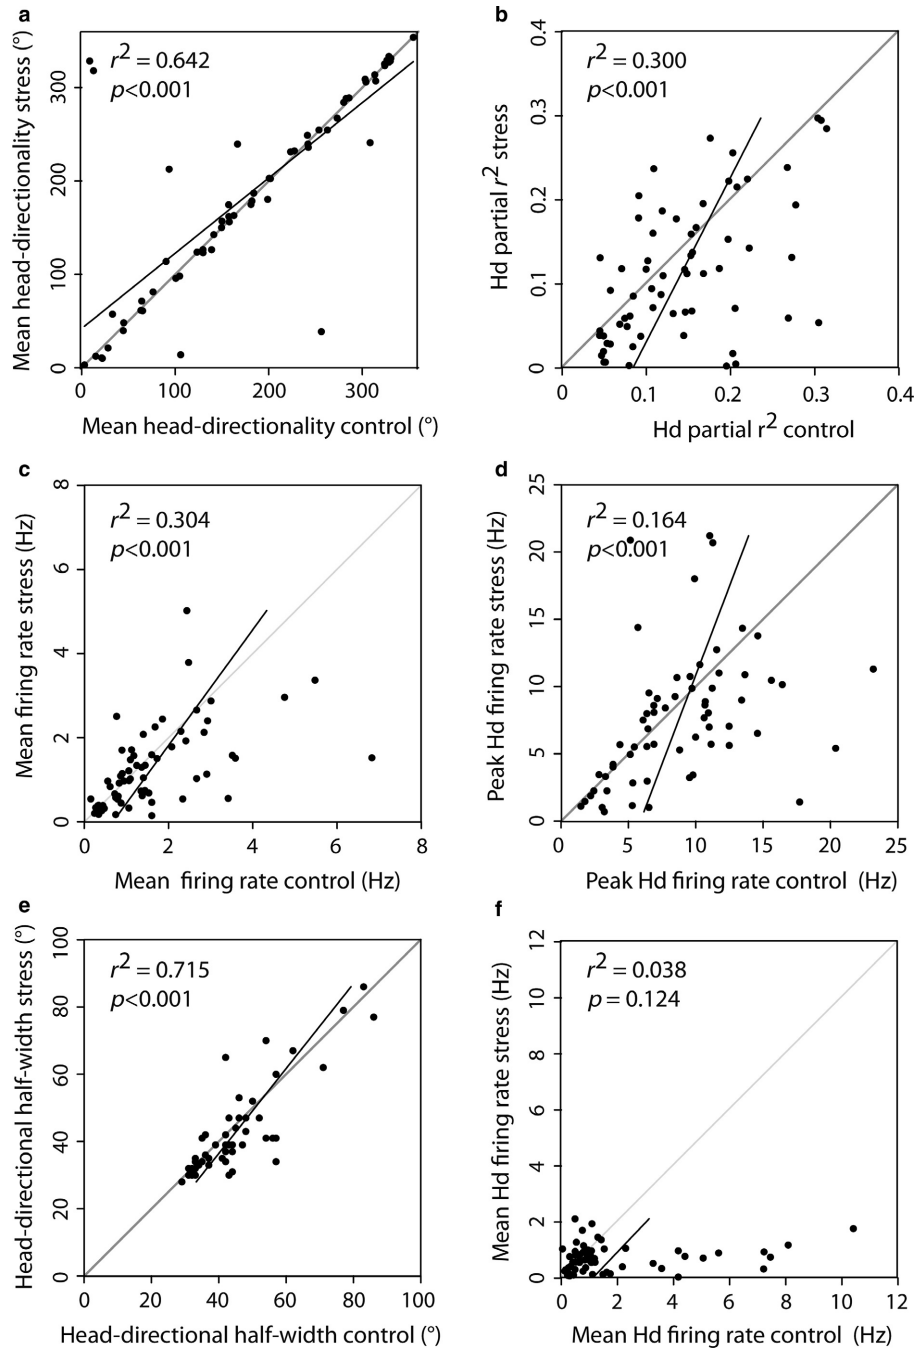 a
r² = 0.642
p<0.001
Mean head-directionality stress (°)
300
200
100
0
0 100 200 300
Mean head-directionality control (°)
b
r² = 0.300
p<0.001
Hd partial r² stress
0.4
0.3
0.2
0.1
0
0 0.1 0.2 0.3 0.4
Hd partial r² control
c
r² = 0.304
p<0.001
Mean firing rate stress (Hz)
8
6
4
2
0
0 2 4 6 8
Mean firing rate control (Hz)
d
r² = 0.164
p<0.001
Peak Hd firing rate stress (Hz)
25
20
15
10
5
0
0 5 10 15 20 25
Peak Hd firing rate control (Hz)
e
r² = 0.715
p<0.001
Head-directional half-width stress (°)
100
80
60
40
20
0
0 20 40 60 80 100
Head-directional half-width control (°)
f
r² = 0.038
p = 0.124
Mean Hd firing rate stress (Hz)
12
10
8
6
4
2
0
0 2 4 6 8 10 12
Mean Hd firing rate control (Hz)